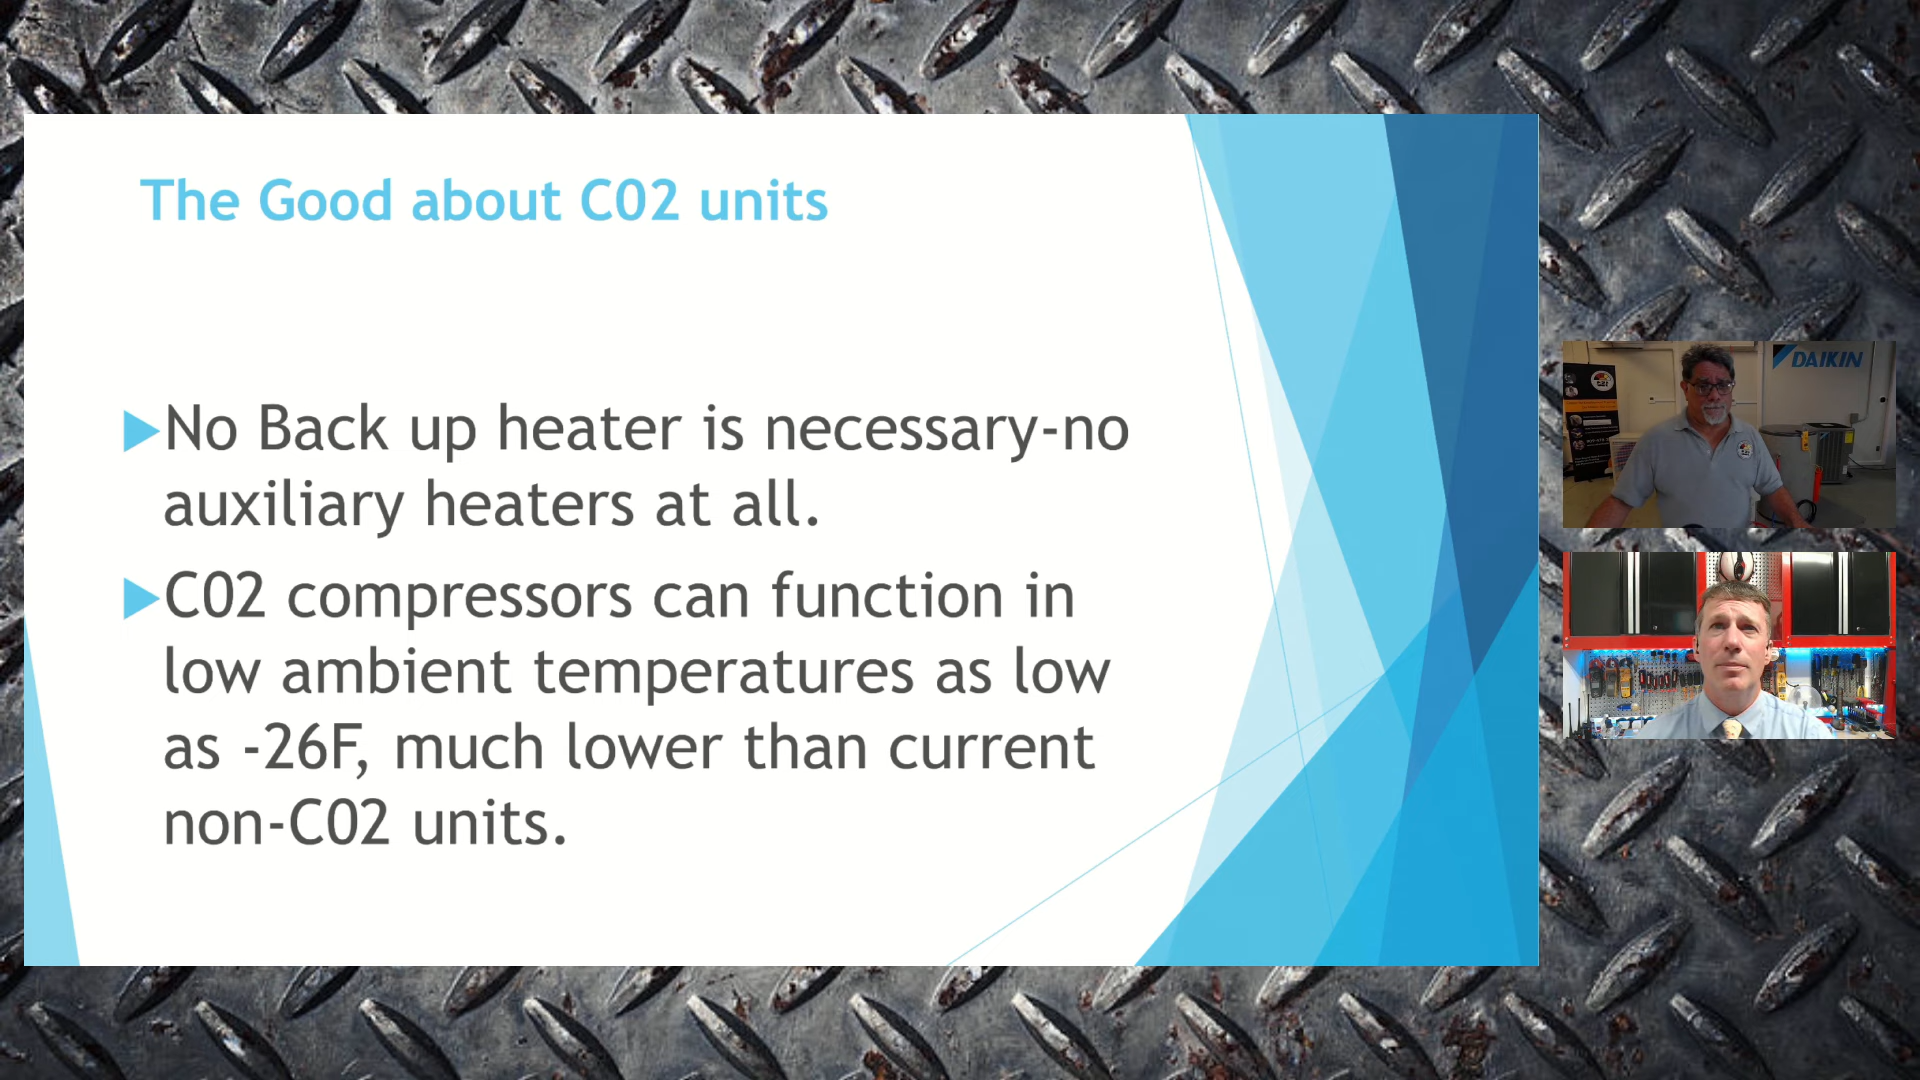 The Good about C02 units
No Back up heater is necessary-no
auxiliary heaters at all.
C02 compressors can function in
low ambient temperatures as low
as -26F, much lower than current
non-C02 units.
DAIKIN